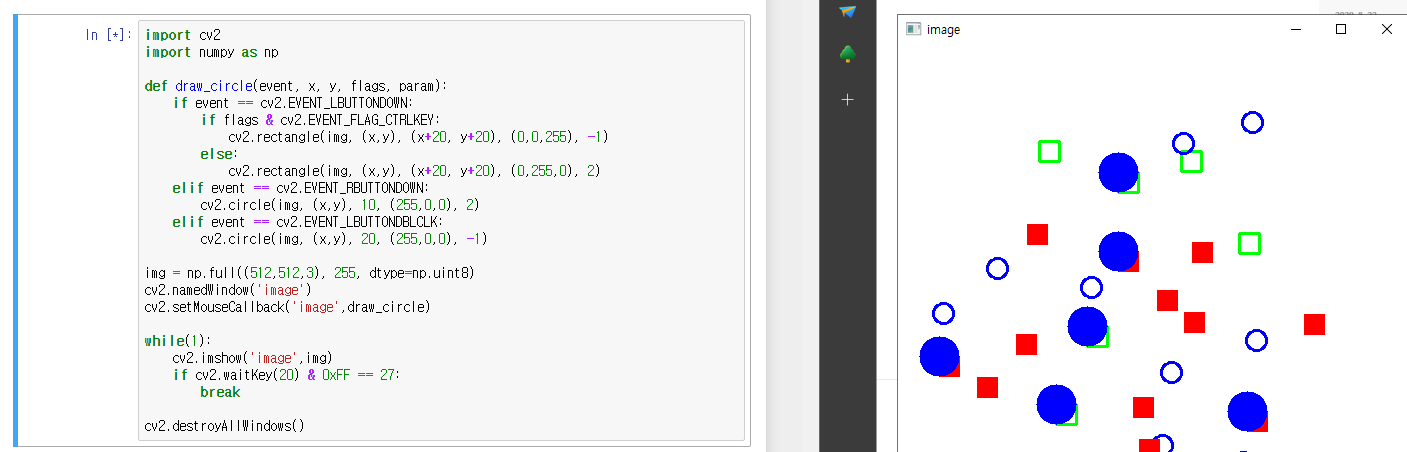 In [*]:
import cv2
import numpy as np
def draw_circle(event, x, y, flags, param):
    if event == cv2.EVENT_LBUTTONDOWN:
        if flags & cv2.EVENT_FLAG_CTRLKEY:
            cv2.rectangle(img, (x,y), (x+20, y+20), (0,0,255), -1)
        else:
            cv2.rectangle(img, (x,y), (x+20, y+20), (0,255,0), 2)
    elif event == cv2.EVENT_RBUTTONDOWN:
        cv2.circle(img, (x,y), 10, (255,0,0), 2)
    elif event == cv2.EVENT_LBUTTONDBLCLK:
        cv2.circle(img, (x,y), 20, (255,0,0), -1)
img = np.full((512,512,3), 255, dtype=np.uint8)
cv2.namedWindow('image')
cv2.setMouseCallback('image',draw_circle)
while(1):
    cv2.imshow('image',img)
    if cv2.waitKey(20) & 0xFF == 27:
        break
cv2.destroyAllWindows()
image